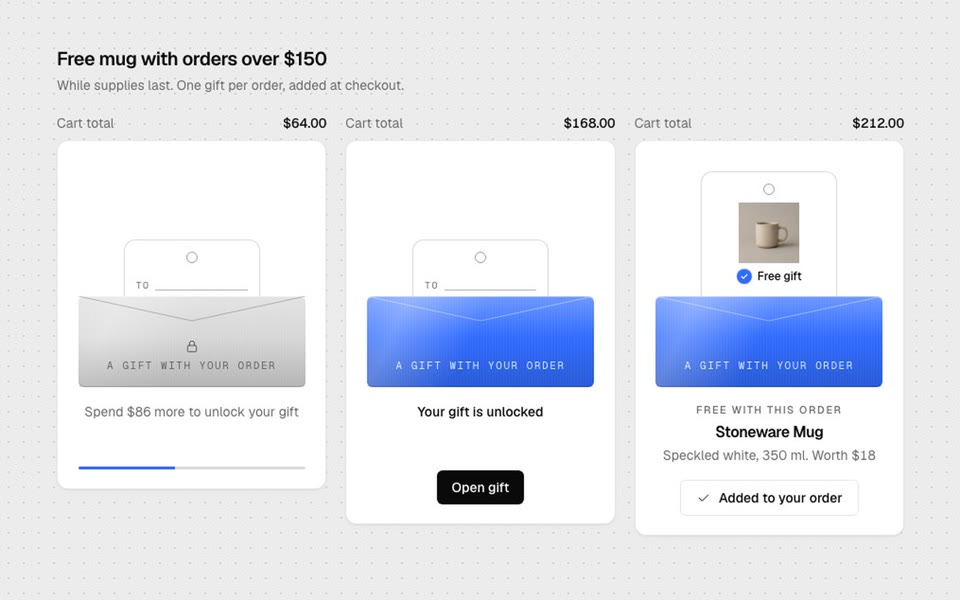 Free mug with orders over $150
While supplies last. One gift per order, added at checkout.
Cart total $64.00
TO
A GIFT WITH YOUR ORDER
Spend $86 more to unlock your gift
Cart total $168.00
TO
A GIFT WITH YOUR ORDER
Your gift is unlocked
Open gift
Cart total $212.00
Free gift
A GIFT WITH YOUR ORDER
FREE WITH THIS ORDER
Stoneware Mug
Speckled white, 350 ml. Worth $18
Added to your order